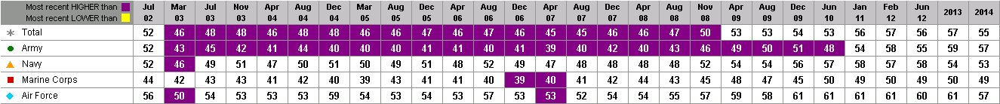 Most recent HIGHER than Jul Mar Jul Nov Apr Aug Dec Mar Aug Dec Apr Aug Dec Apr Aug Dec Apr Aug Nov Apr Aug Dec Jun Jan Feb Jun 2013 2014
Most recent LOWER than 02 03 03 03 04 04 04 05 05 05 06 06 06 07 07 07 08 08 08 09 09 09 10 11 12 12
Total 52 46 48 48 46 48 48 46 46 47 46 47 46 45 45 46 46 47 50 53 53 54 53 56 57 56 57 55
Army 52 43 45 42 41 44 40 40 40 41 41 40 41 39 40 42 40 43 46 49 50 51 48 54 58 55 59 57
Navy 52 46 49 51 47 50 51 50 49 51 48 52 49 47 48 48 48 48 52 54 54 56 57 58 57 58 54 53
Marine Corps 44 42 43 43 41 42 40 39 43 41 41 40 39 40 41 42 44 43 45 48 47 45 50 49 50 49 50 49
Air Force 56 50 54 53 53 59 54 53 54 53 56 57 53 53 52 54 54 55 57 59 58 61 61 61 61 60 61 57